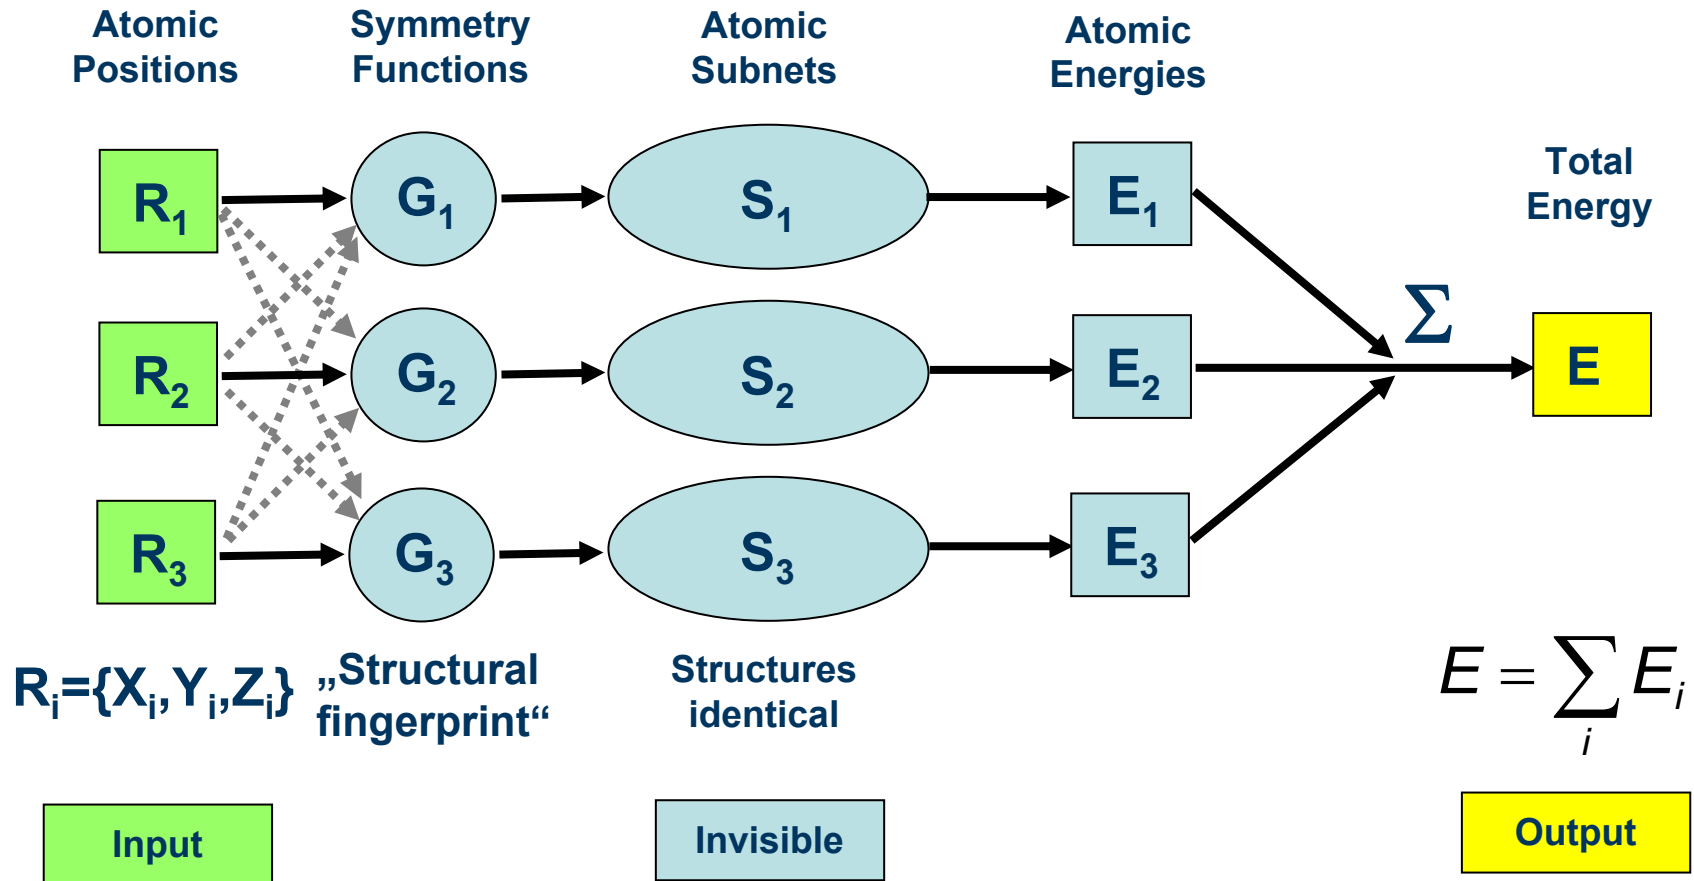 Atomic
Positions
Symmetry
Functions
Atomic
Subnets
Atomic
Energies
Total
Energy
R₁
G₁
S₁
E₁
R₂
G₂
S₂
E₂
Σ
E
R₃
G₃
S₃
E₃
Rᵢ={Xᵢ,Yᵢ,Zᵢ}
„Structural
fingerprint“
Structures
identical
E = ∑ᵢ Eᵢ
Input
Invisible
Output